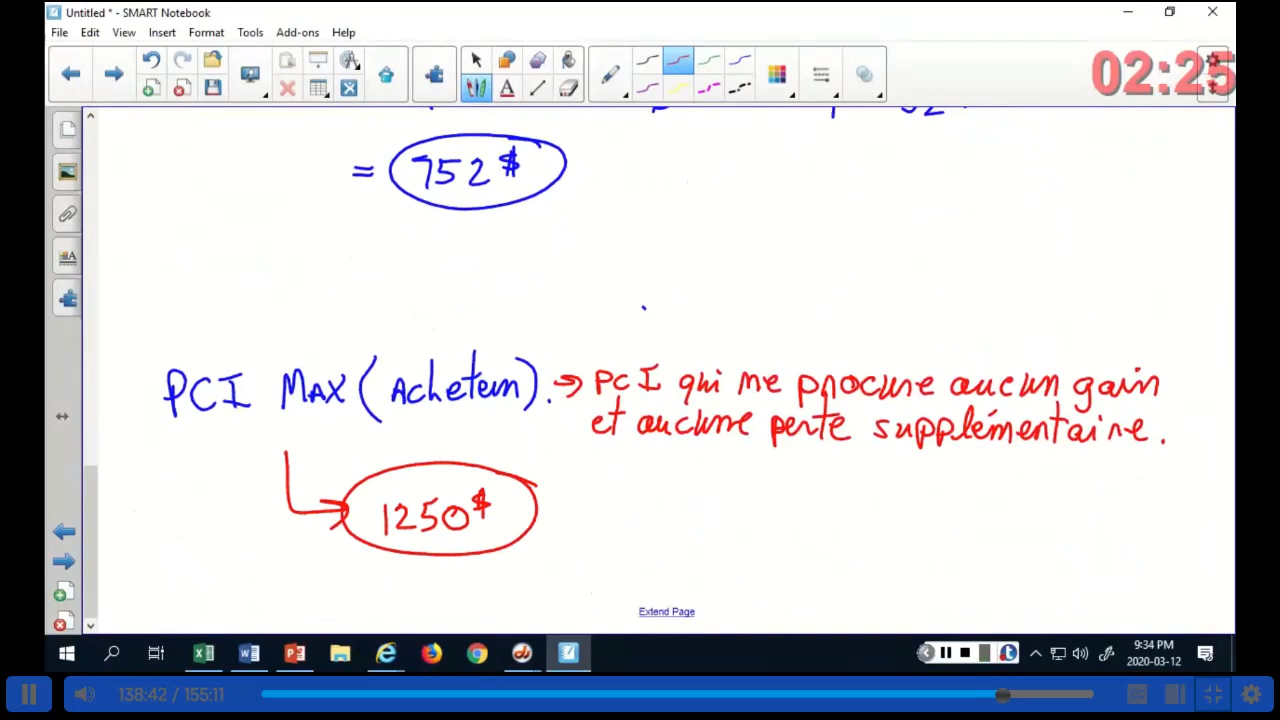 Untitled * - SMART Notebook
File Edit View Insert Format Tools Add-ons Help
02:25
= 752$
PCI MAX (Acheteur). → PCI qui ne procure aucun gain
et aucune perte supplémentaire.
1250$
Extend Page
9:34 PM
2020-03-12
138:42 / 155:11